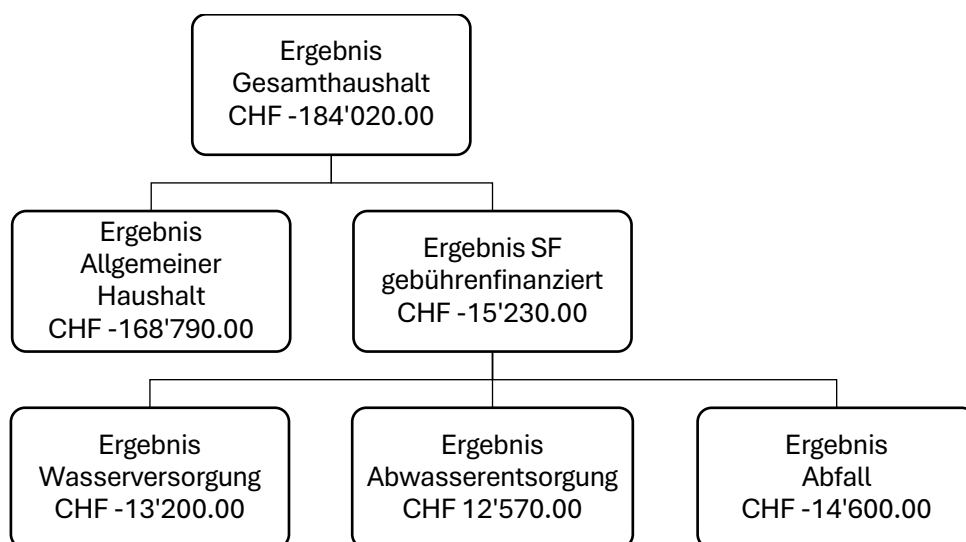 Ergebnis
Gesamthaushalt
CHF -184'020.00
Ergebnis
Allgemeiner
Haushalt
CHF -168'790.00
Ergebnis SF
gebührenfinanziert
CHF -15'230.00
Ergebnis
Wasserversorgung
CHF -13'200.00
Ergebnis
Abwasserentsorgung
CHF 12'570.00
Ergebnis
Abfall
CHF -14'600.00